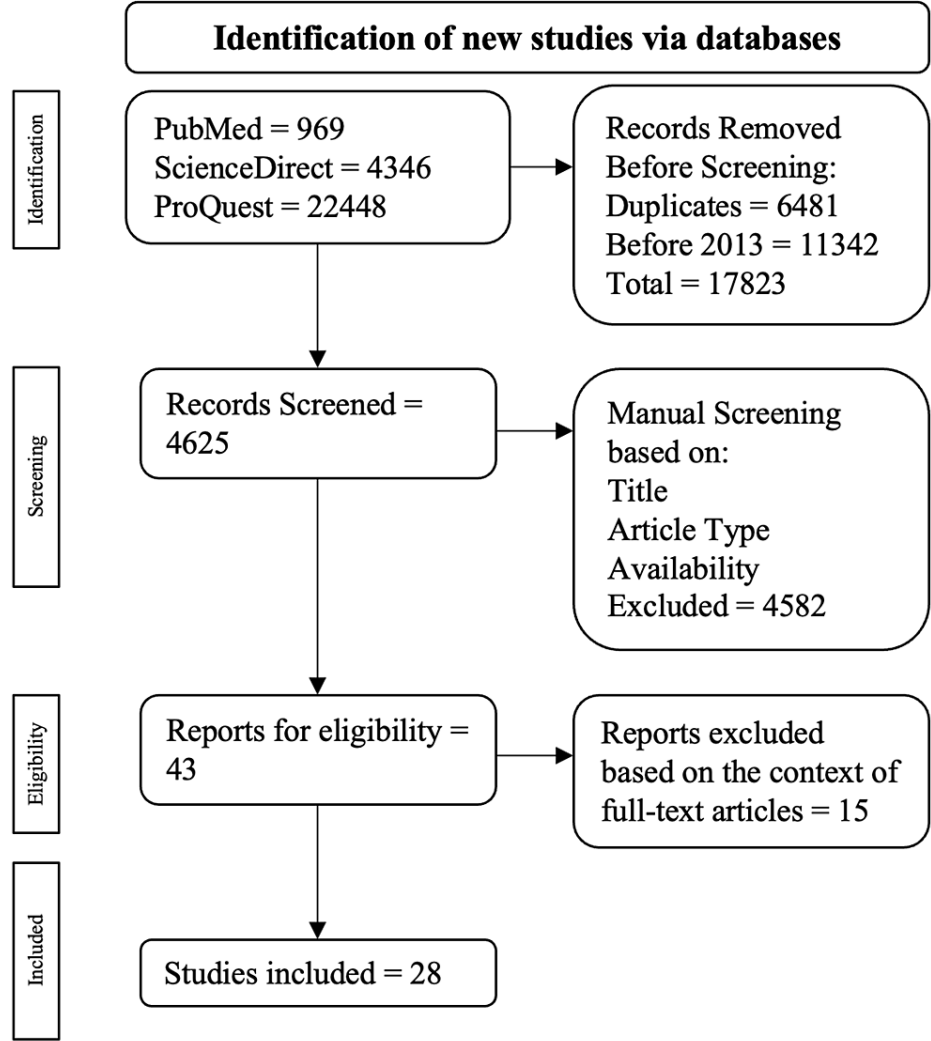 Identification of new studies via databases
Identification
PubMed = 969
ScienceDirect = 4346
ProQuest = 22448
Records Removed
Before Screening:
Duplicates = 6481
Before 2013 = 11342
Total = 17823
Screening
Records Screened =
4625
Manual Screening
based on:
Title
Article Type
Availability
Excluded = 4582
Eligibility
Reports for eligibility =
43
Reports excluded
based on the context of
full-text articles = 15
Included
Studies included = 28